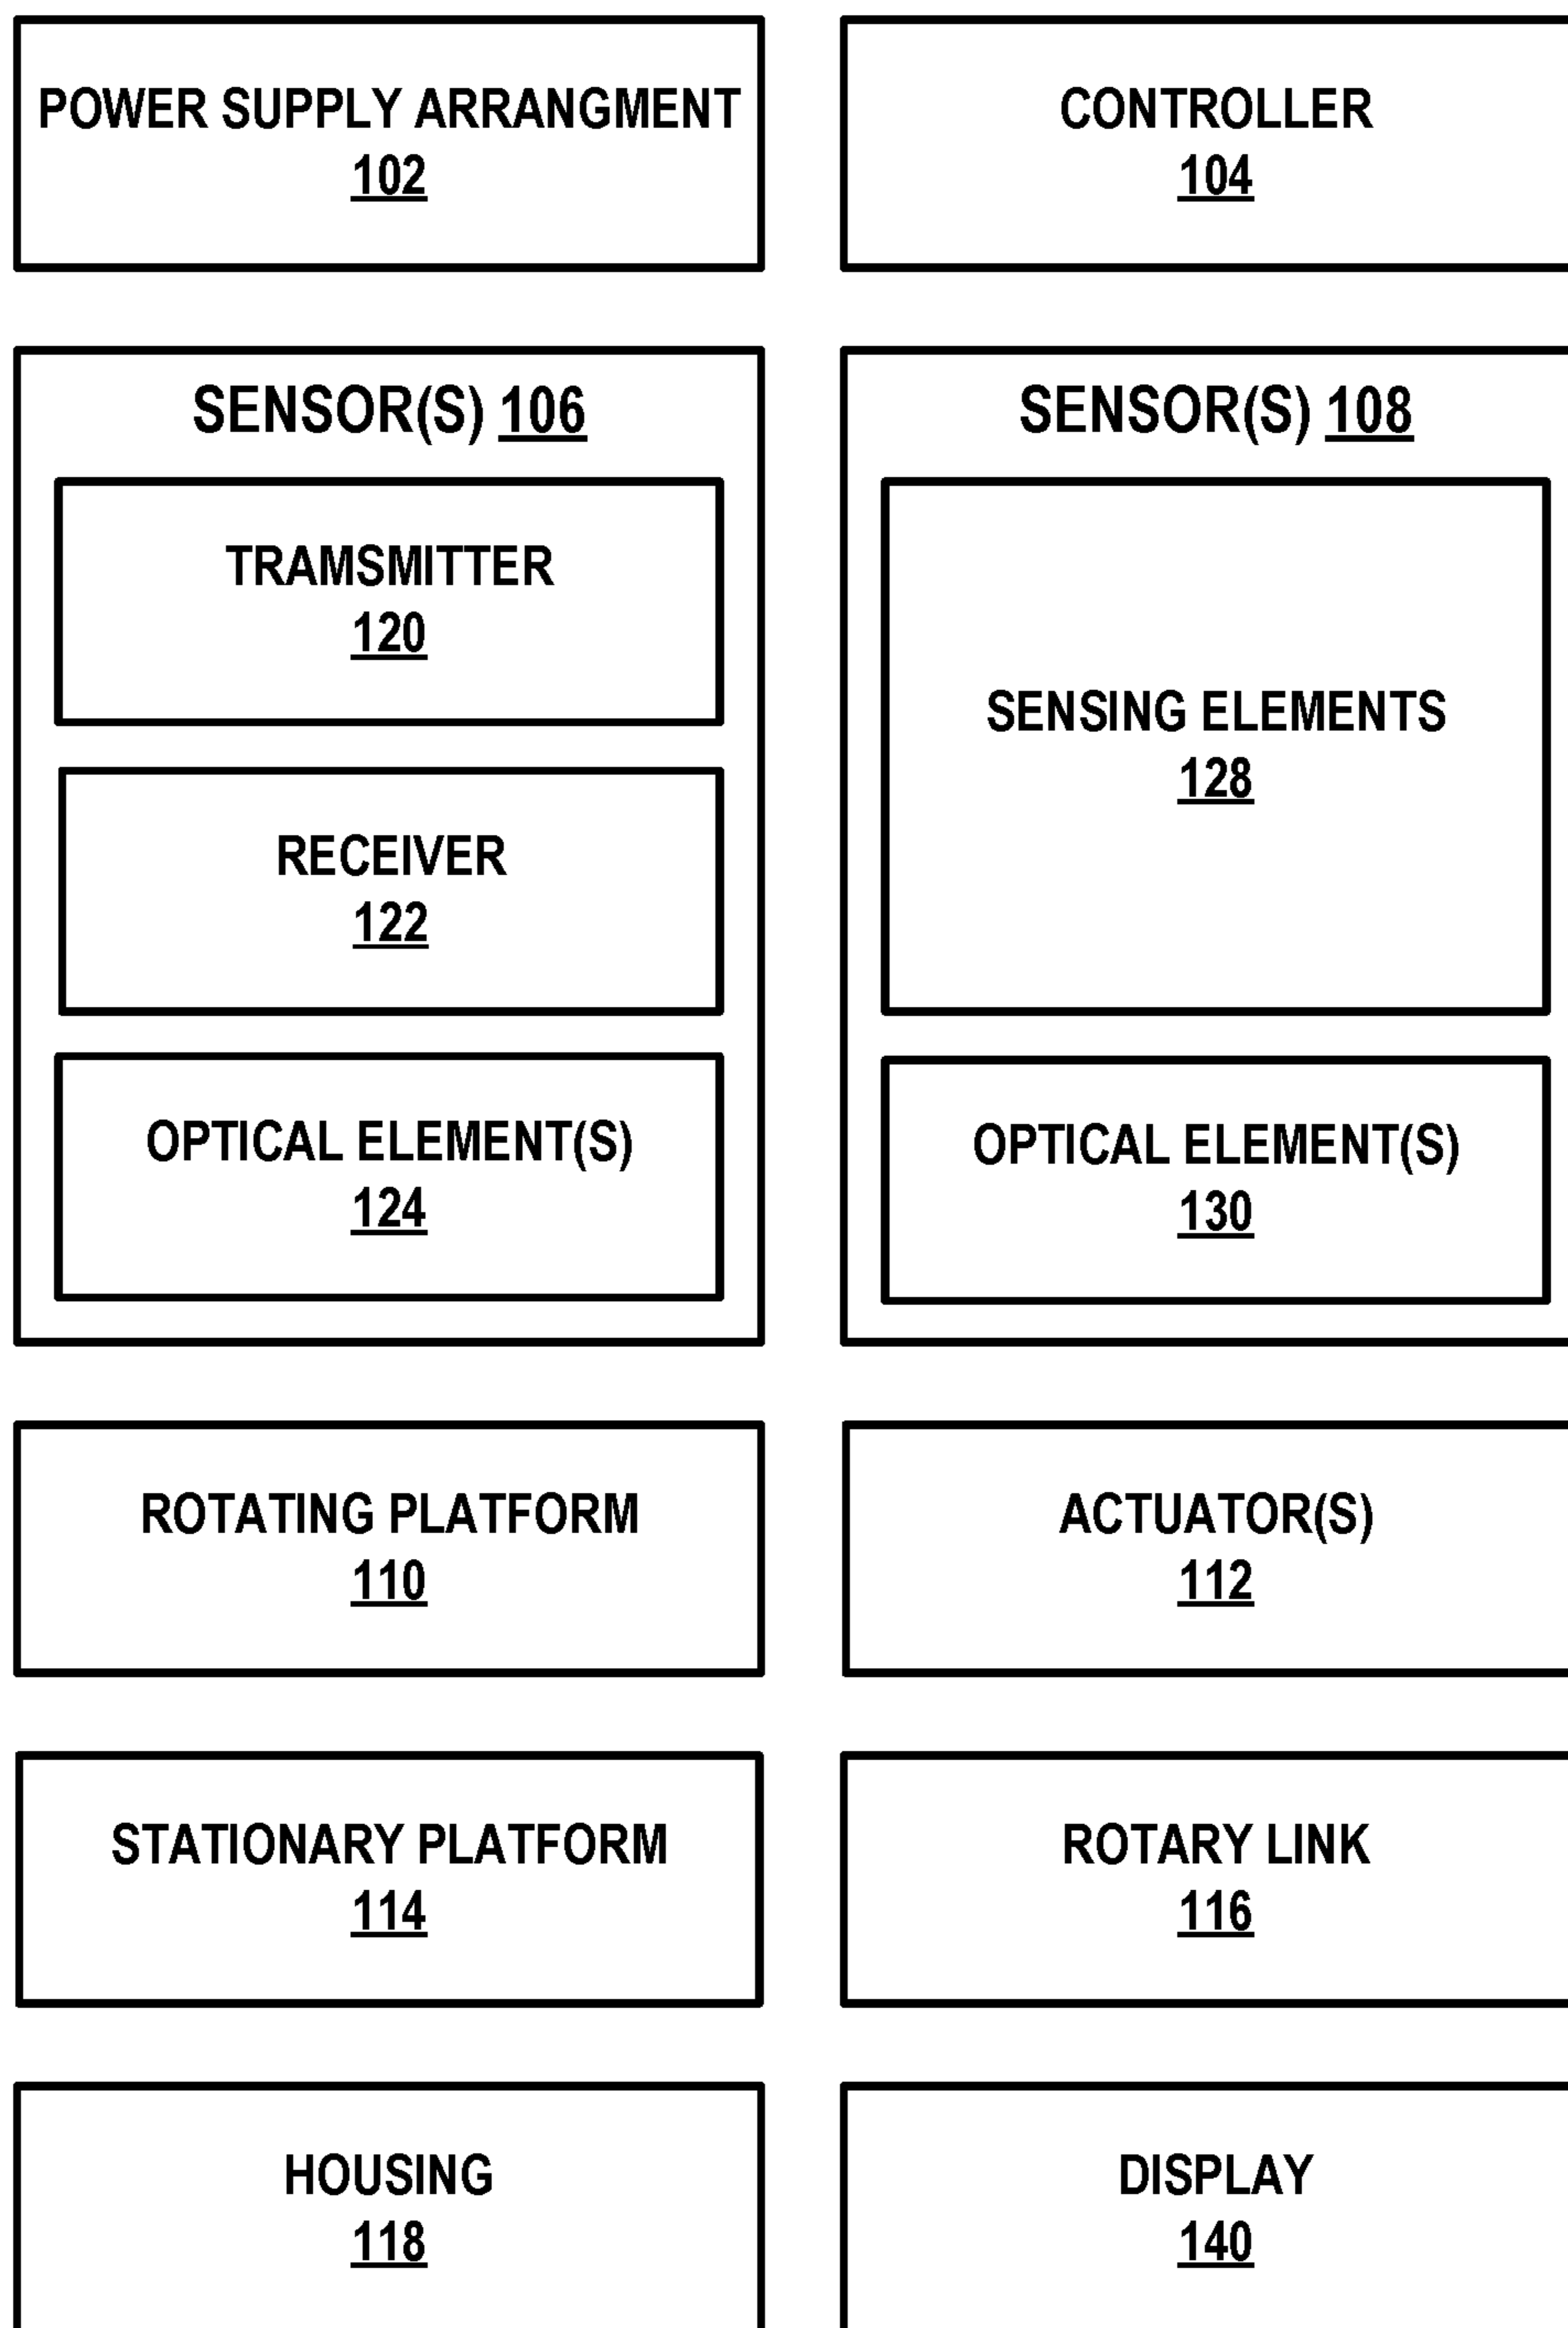 POWER SUPPLY ARRANGMENT
102
CONTROLLER
104
SENSOR(S) 106
TRAMSMITTER
120
RECEIVER
122
OPTICAL ELEMENT(S)
124
SENSOR(S) 108
SENSING ELEMENTS
128
OPTICAL ELEMENT(S)
130
ROTATING PLATFORM
110
ACTUATOR(S)
112
STATIONARY PLATFORM
114
ROTARY LINK
116
HOUSING
118
DISPLAY
140